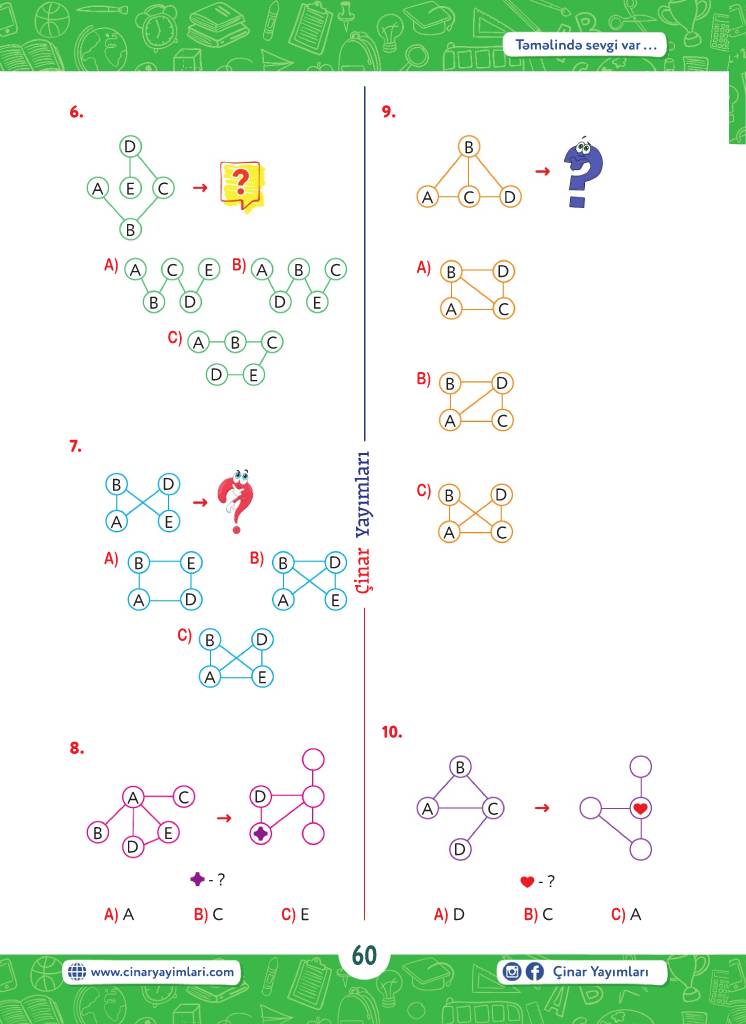 Təməlində sevgi var ...
6.
D
A E C → ?
B
A) A C E
B D
B) A B C
D E
C) A B C
D E
7.
B D
A E
→
A) B E
A D
B) B D
A E
C) B D
A E
8.
A C
B D E
→
D
- ?
A) A B) C C) E
Çinar Yayımları
9.
B
A C D
→
A) B D
A C
B) B D
A C
C) B D
A C
10.
B
A C
D
→
- ?
A) D B) C C) A
www.cinaryayimlari.com
60
Çinar Yayımları